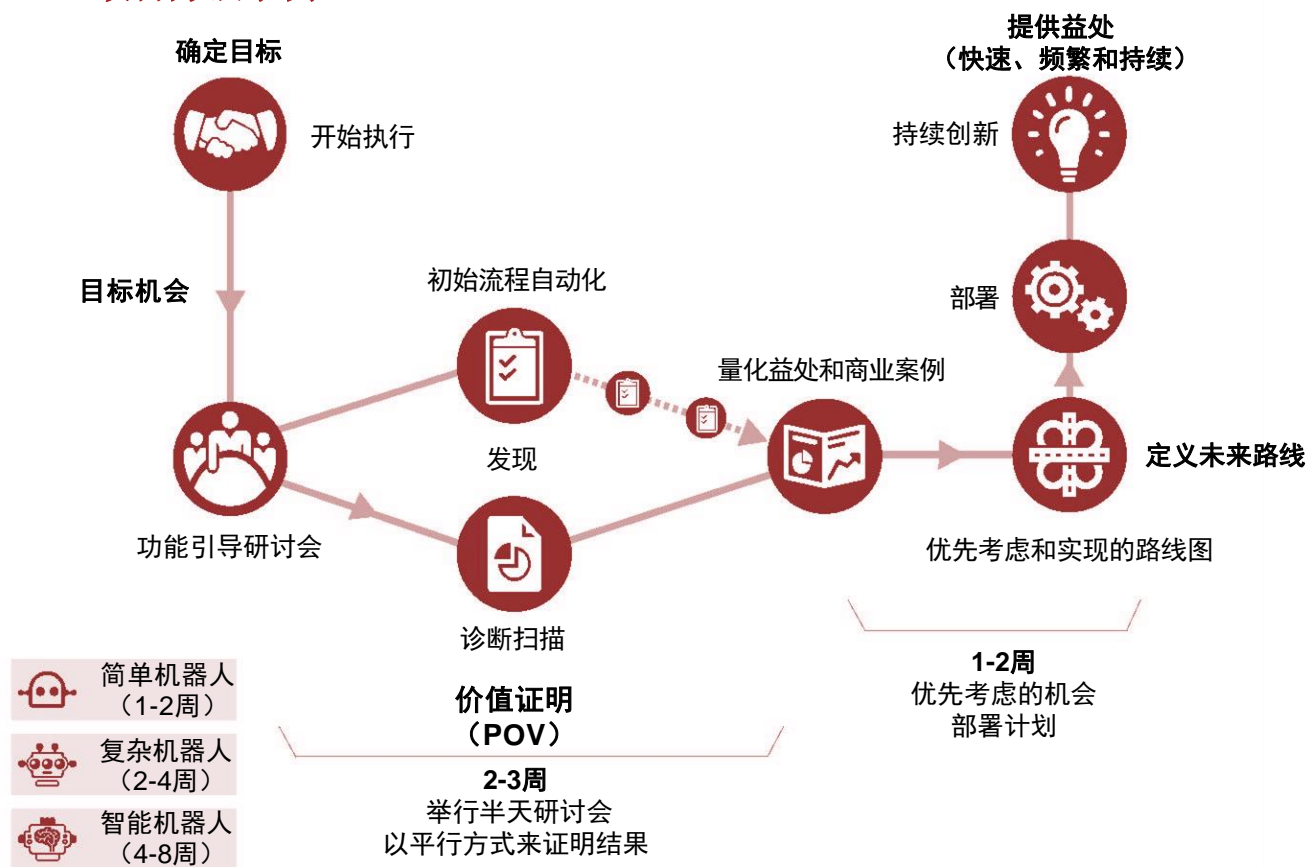 确定目标
开始执行
目标机会
功能引导研讨会
初始流程自动化
发现
诊断扫描
量化益处和商业案例
提供益处
（快速、频繁和持续）
持续创新
部署
定义未来路线
优先考虑和实现的路线图
简单机器人
（1-2周）
复杂机器人
（2-4周）
智能机器人
（4-8周）
价值证明
（POV）
2-3周
举行半天研讨会
以平行方式来证明结果
1-2周
优先考虑的机会
部署计划